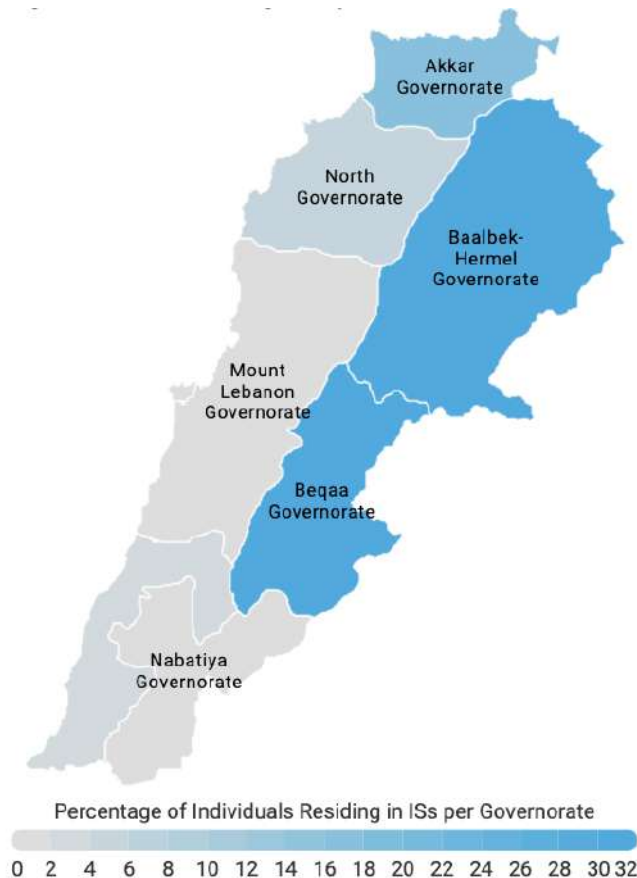 Akkar
Governorate
North
Governorate
Baalbek-
Hermel
Governorate
Mount
Lebanon
Governorate
Beqaa
Governorate
Nabatiya
Governorate
Percentage of Individuals Residing in ISs per Governorate
0 2 4 6 8 10 12 14 16 18 20 22 24 26 28 30 32